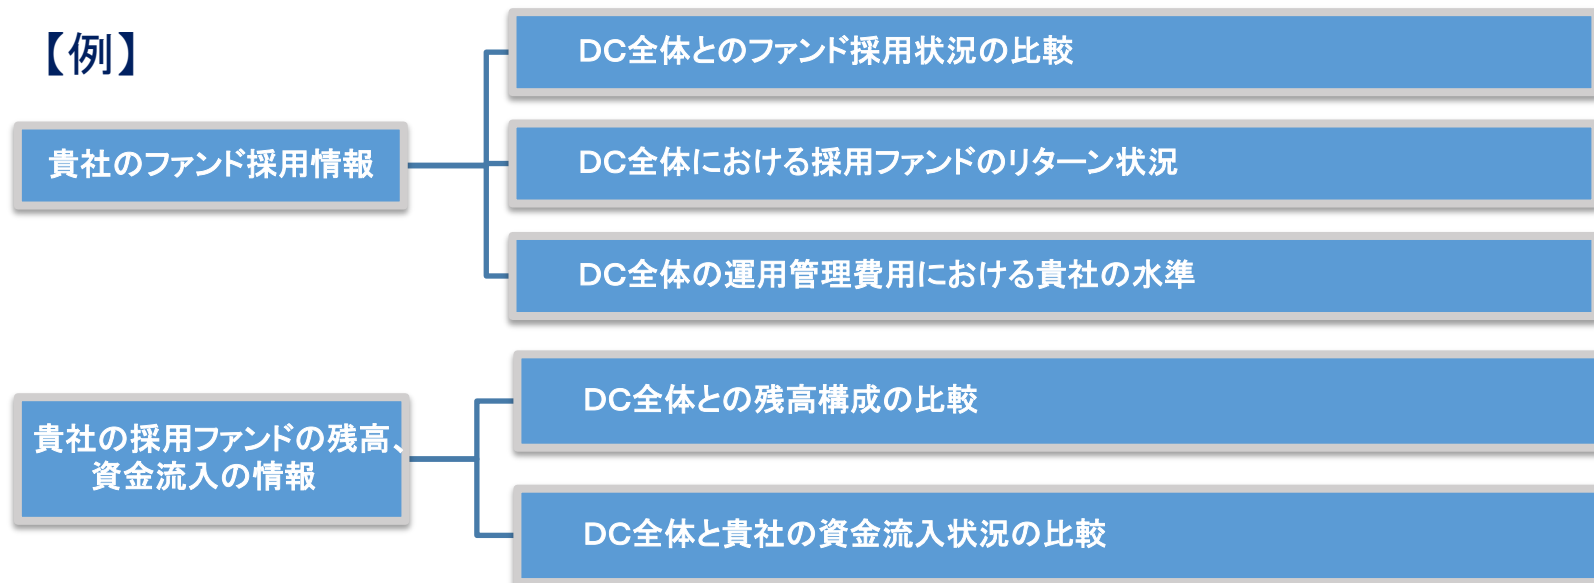 【例】
貴社のファンド採用情報
DC全体とのファンド採用状況の比較
DC全体における採用ファンドのリターン状況
DC全体の運用管理費用における貴社の水準
貴社の採用ファンドの残高、
資金流入の情報
DC全体との残高構成の比較
DC全体と貴社の資金流入状況の比較